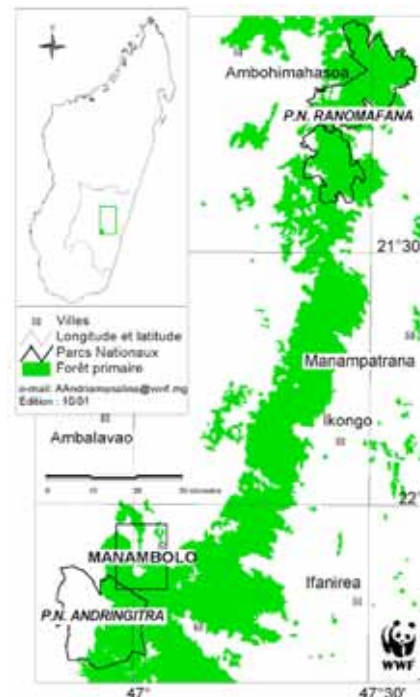 Ambohimahasoa
P.N. RANOMAFANA
21°30'
Villes
Longitude et latitude
Parcs Nationaux
Forêt primaire
Edition : 10/01
Manampatrana
Ikongo
Ambalavao
22°
MANAMBOLO
Ifanirea
P.N. ANDRINGITRA
WWF
47°
47°30'